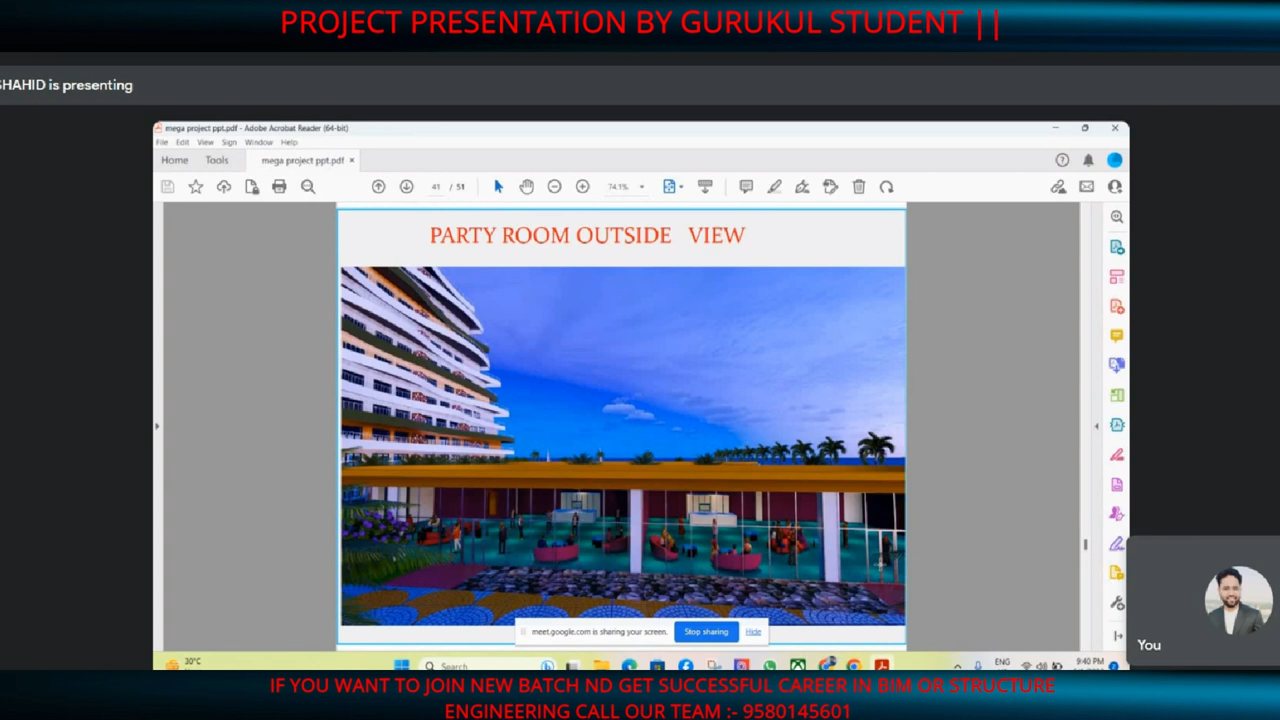 PROJECT PRESENTATION BY GURUKUL STUDENT ||
SHAHID is presenting
mega project ppt.pdf - Adobe Acrobat Reader (64-bit)
File Edit View Sign Window Help
Home Tools mega project ppt.pdf ×
41 / 51 74.1%
PARTY ROOM OUTSIDE VIEW
meet.google.com is sharing your screen. Stop sharing Hide
You
30°C Search ENG 9:40 PM
IN
IF YOU WANT TO JOIN NEW BATCH ND GET SUCCESSFUL CAREER IN BIM OR STRUCTURE
ENGINEERING CALL OUR TEAM :- 9580145601